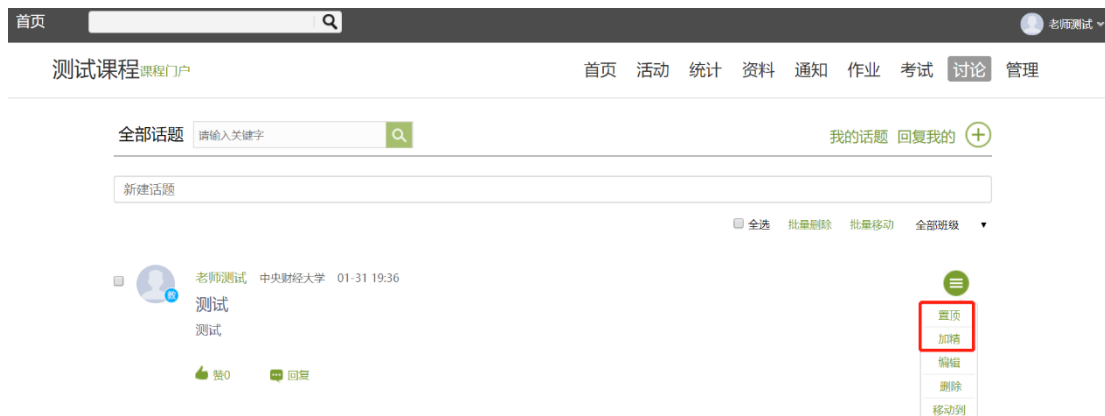 首页 老师测试
测试课程 课程门户 首页 活动 统计 资料 通知 作业 考试 讨论 管理
全部话题 请输入关键字 我的话题 回复我的
新建话题
全选 批量删除 批量移动 全部班级
老师测试 中央财经大学 01-31 19:36
教
测试
测试
赞0 回复
置顶
加精
编辑
删除
移动到